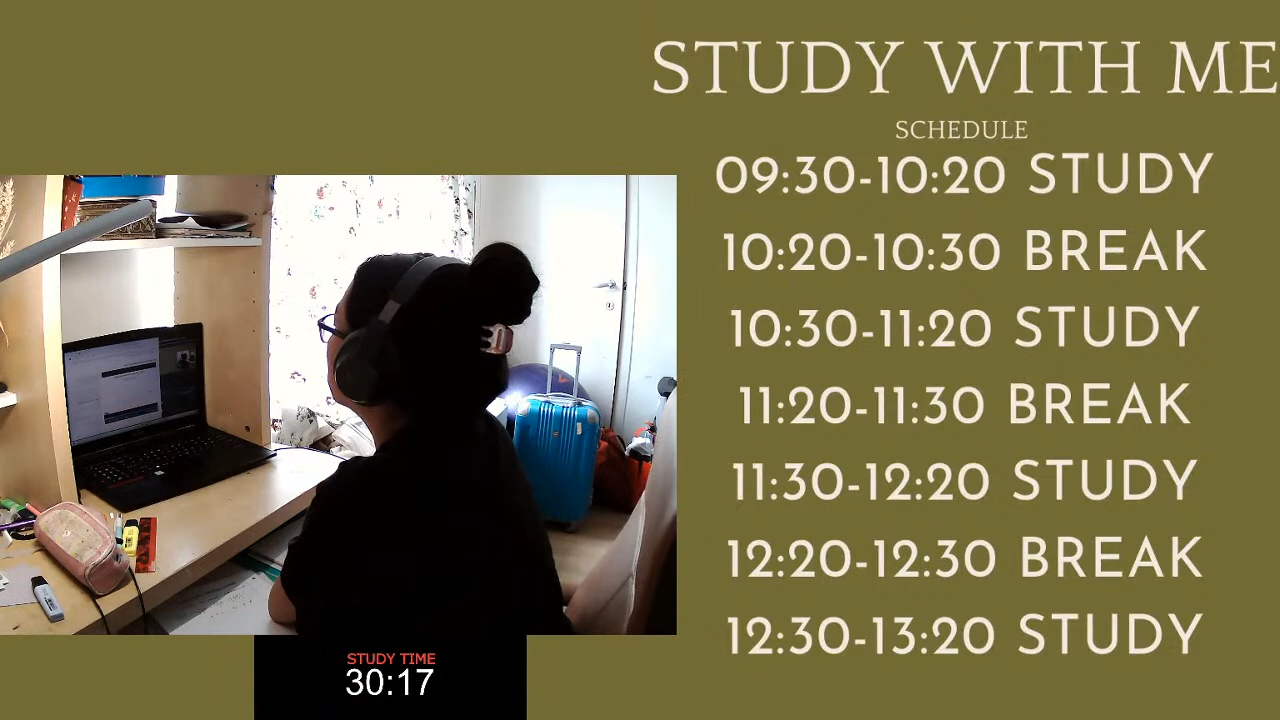 STUDY WITH ME
SCHEDULE
09:30-10:20 STUDY
10:20-10:30 BREAK
10:30-11:20 STUDY
11:20-11:30 BREAK
11:30-12:20 STUDY
12:20-12:30 BREAK
12:30-13:20 STUDY
STUDY TIME
30:17